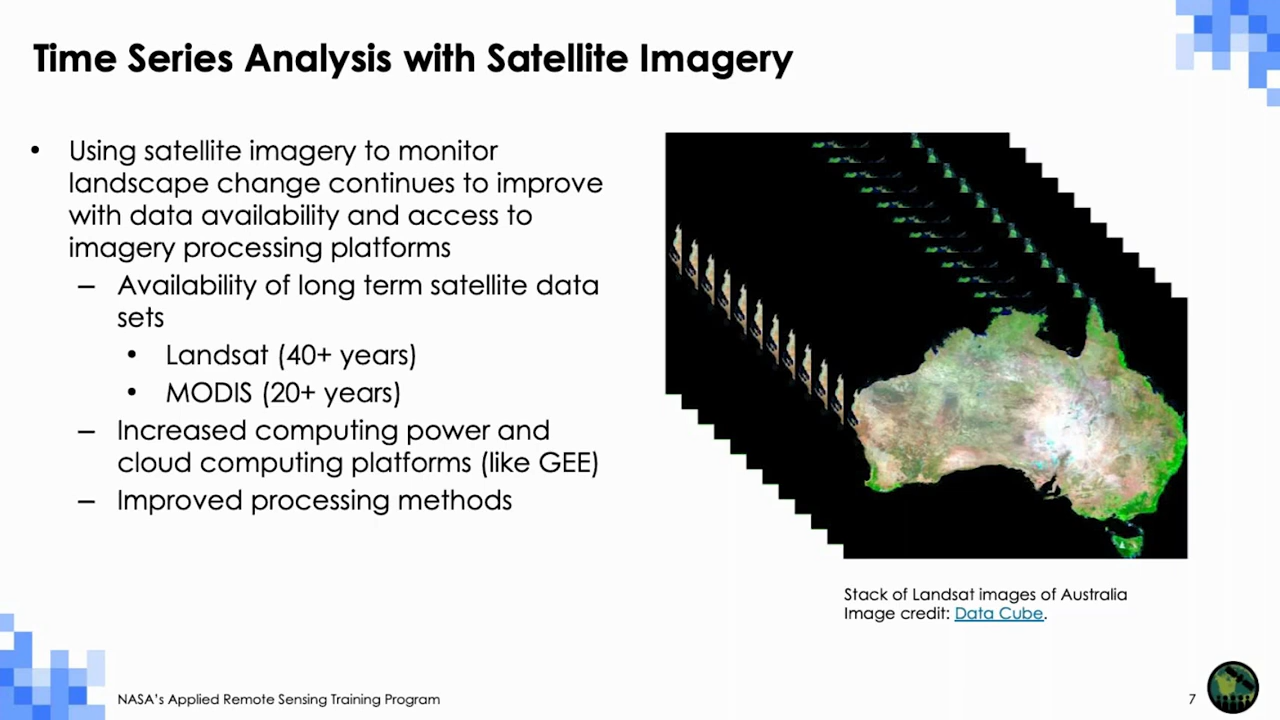 Time Series Analysis with Satellite Imagery
• Using satellite imagery to monitor
landscape change continues to improve
with data availability and access to
imagery processing platforms
– Availability of long term satellite data
sets
• Landsat (40+ years)
• MODIS (20+ years)
– Increased computing power and
cloud computing platforms (like GEE)
– Improved processing methods
Stack of Landsat images of Australia
Image credit: Data Cube.
NASA's Applied Remote Sensing Training Program
7